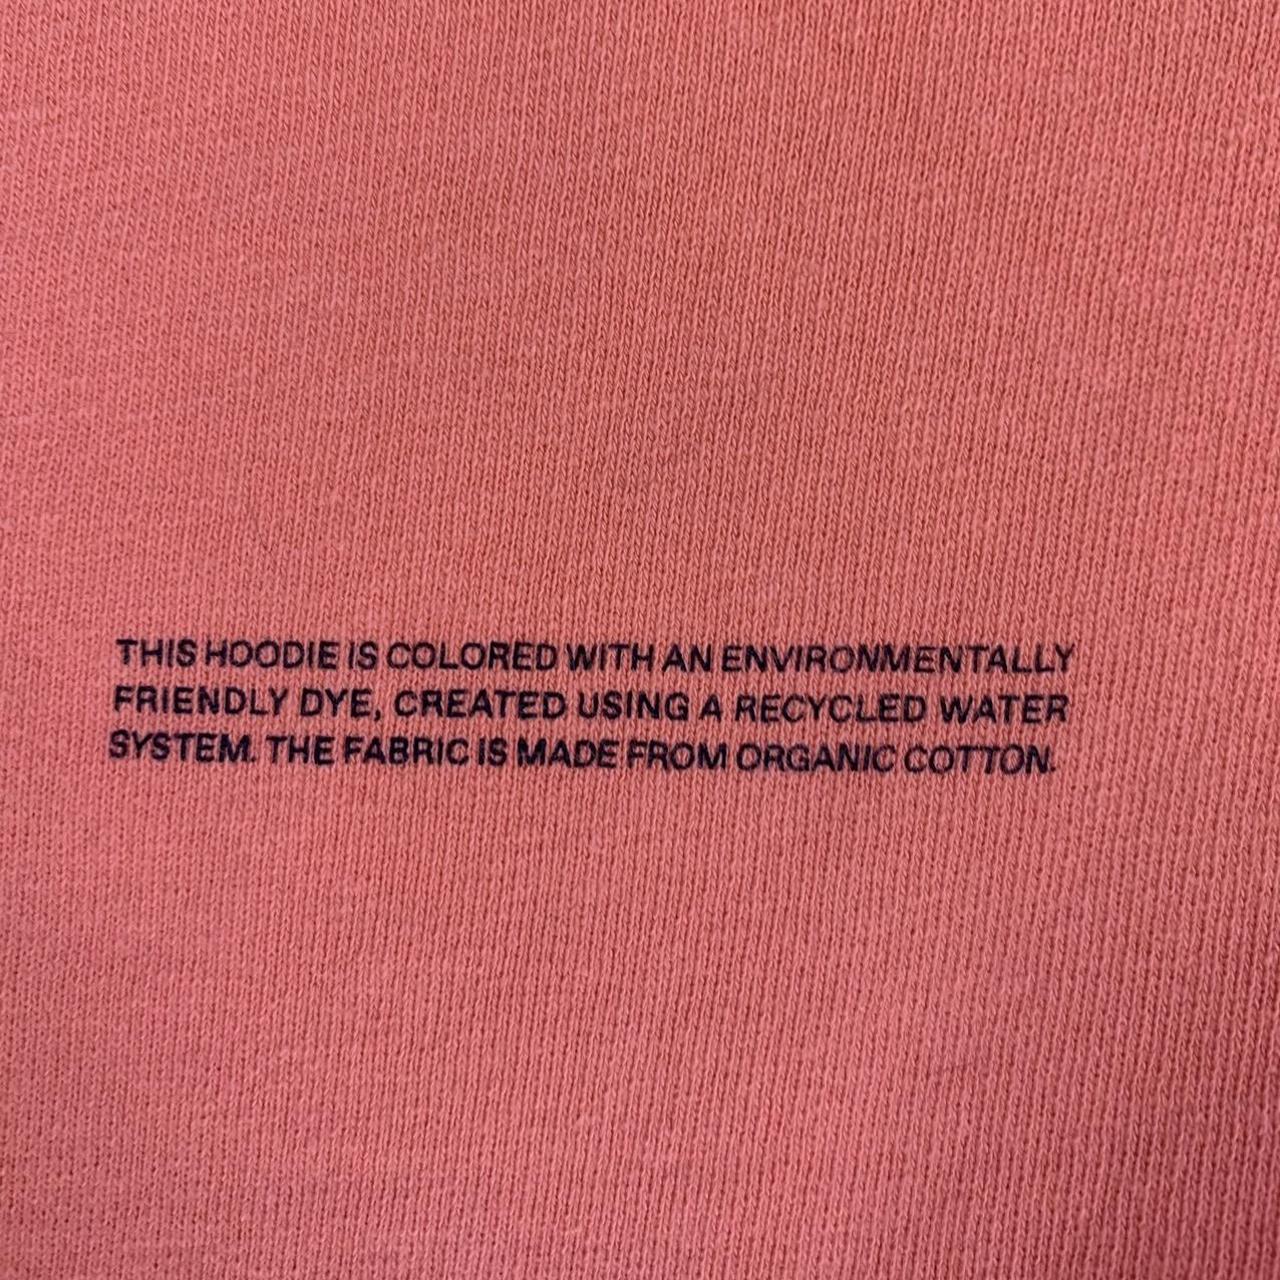 THIS HOODIE IS COLORED WITH AN ENVIRONMENTALLY
FRIENDLY DYE, CREATED USING A RECYCLED WATER
SYSTEM. THE FABRIC IS MADE FROM ORGANIC COTTON.